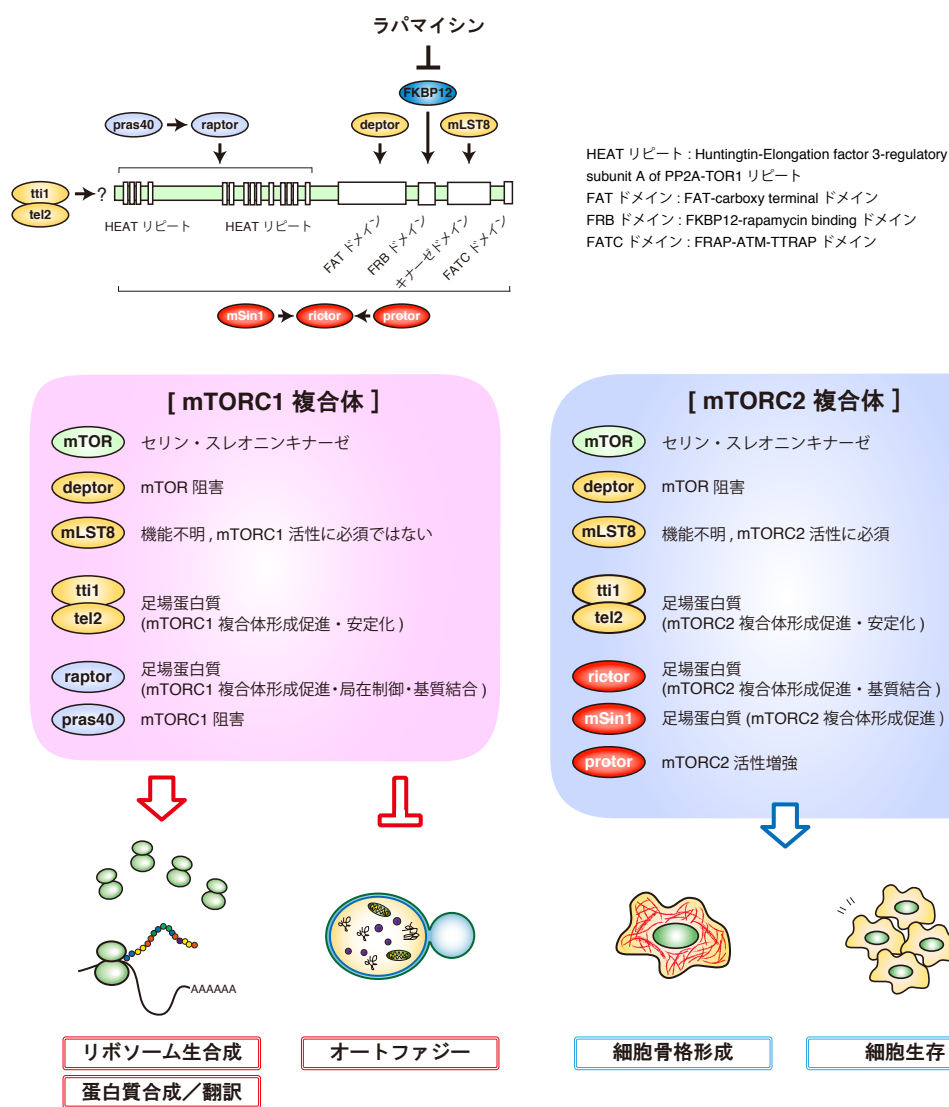 ラパマイシン
FKBP12
pras40
raptor
deptor
mLST8
tti1
tel2
?
HEAT リピート
HEAT リピート
FAT ドメイン
FRB ドメイン
キナーゼドメイン
FATC ドメイン
mSin1
rictor
protor
HEAT リピート : Huntingtin-Elongation factor 3-regulatory
subunit A of PP2A-TOR1 リピート
FAT ドメイン : FAT-carboxy terminal ドメイン
FRB ドメイン : FKBP12-rapamycin binding ドメイン
FATC ドメイン : FRAP-ATM-TTRAP ドメイン
[ mTORC1 複合体 ]
mTOR セリン・スレオニンキナーゼ
deptor mTOR 阻害
mLST8 機能不明 , mTORC1 活性に必須ではない
tti1
tel2
足場蛋白質
(mTORC1 複合体形成促進・安定化 )
raptor
足場蛋白質
(mTORC1 複合体形成促進・局在制御・基質結合 )
pras40 mTORC1 阻害
[ mTORC2 複合体 ]
mTOR セリン・スレオニンキナーゼ
deptor mTOR 阻害
mLST8 機能不明 , mTORC2 活性に必須
tti1
tel2
足場蛋白質
(mTORC2 複合体形成促進・安定化 )
rictor
足場蛋白質
(mTORC2 複合体形成促進・基質結合 )
mSin1 足場蛋白質 (mTORC2 複合体形成促進 )
protor mTORC2 活性増強
AAAAAA
リボソーム生合成
蛋白質合成／翻訳
オートファジー
細胞骨格形成
細胞生存